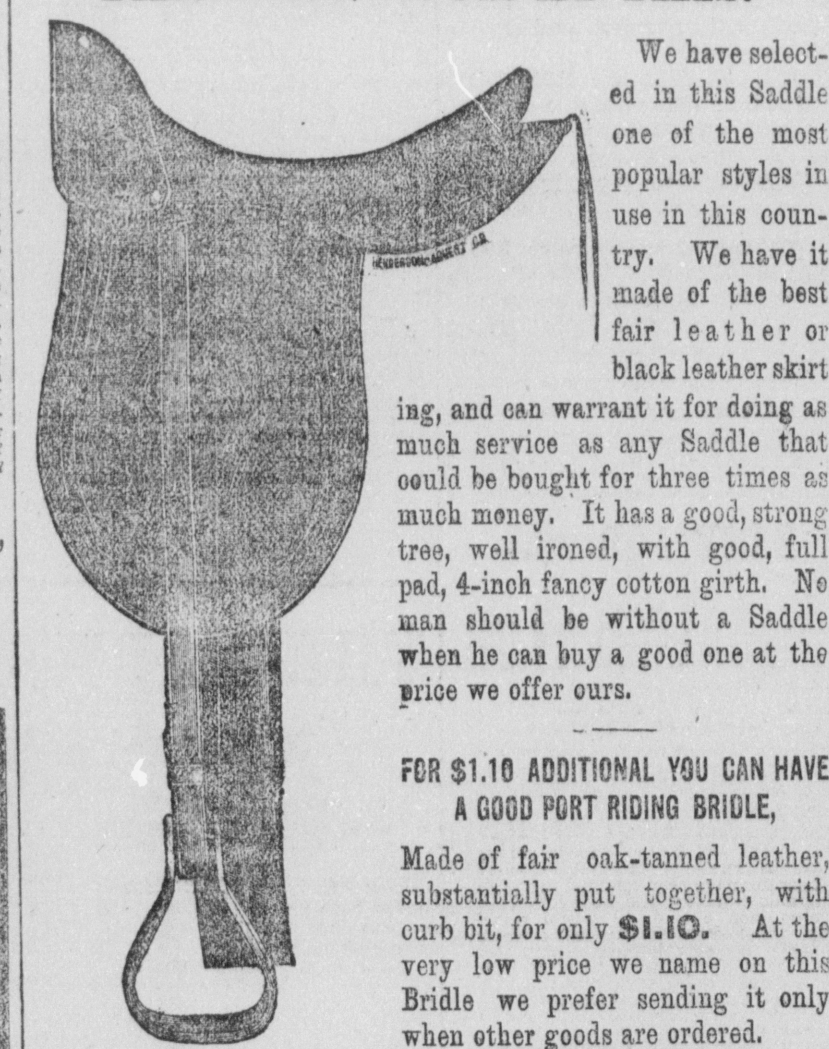 We have select-
ed in this Saddle
one of the most
popular styles in
use in this coun-
try. We have it
made of the best
fair leather or
black leather skirt
ing, and can warrant it for doing as
much service as any Saddle that
could be bought for three times as
much money. It has a good, strong
tree, well ironed, with good, full
pad, 4-inch fancy cotton girth. No
man should be without a Saddle
when he can buy a good one at the
price we offer ours.
FOR $1.10 ADDITIONAL YOU CAN HAVE
A GOOD PORT RIDING BRIDLE,
Made of fair oak-tanned leather,
substantially put together, with
curb bit, for only $1.10. At the
very low price we name on this
Bridle we prefer sending it only
when other goods are ordered.
HENDERSON-ACHERT CO